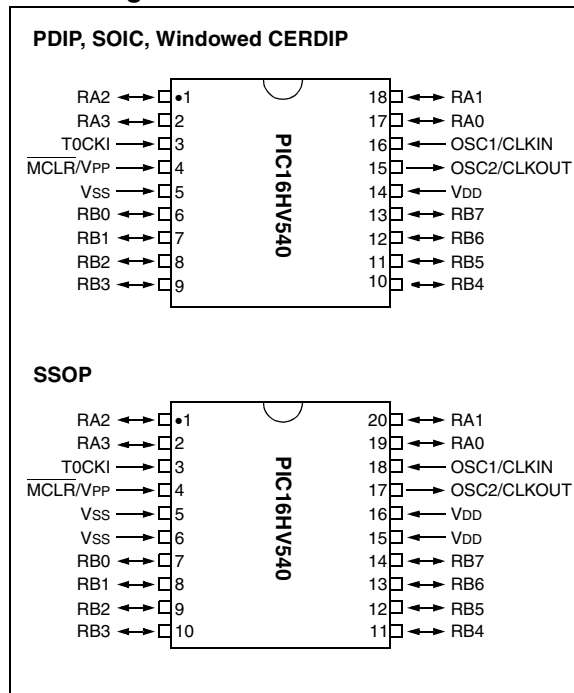 PDIP, SOIC, Windowed CERDIP
RA2 •1 18 RA1
RA3 2 17 RA0
T0CKI 3 16 OSC1/CLKIN
MCLR/VPP 4 15 OSC2/CLKOUT
VSS 5 14 VDD
RB0 6 13 RB7
RB1 7 12 RB6
RB2 8 11 RB5
RB3 9 10 RB4
PIC16HV540
SSOP
RA2 •1 20 RA1
RA3 2 19 RA0
T0CKI 3 18 OSC1/CLKIN
MCLR/VPP 4 17 OSC2/CLKOUT
VSS 5 16 VDD
VSS 6 15 VDD
RB0 7 14 RB7
RB1 8 13 RB6
RB2 9 12 RB5
RB3 10 11 RB4
PIC16HV540